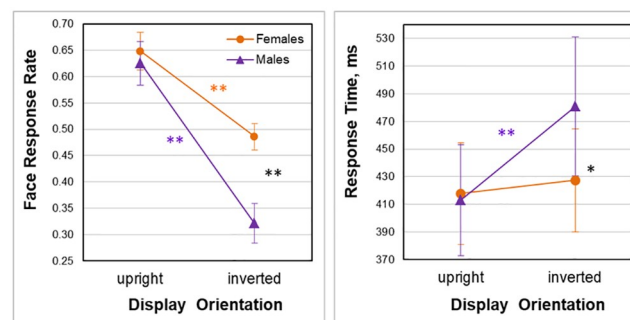 0.70
0.65
0.60
0.55
0.50
0.45
0.40
0.35
0.30
0.25
Face Response Rate
Females
Males
**
**
**
upright
inverted
Display Orientation
530
510
490
470
450
430
410
390
370
Response Time, ms
**
*
upright
inverted
Display Orientation